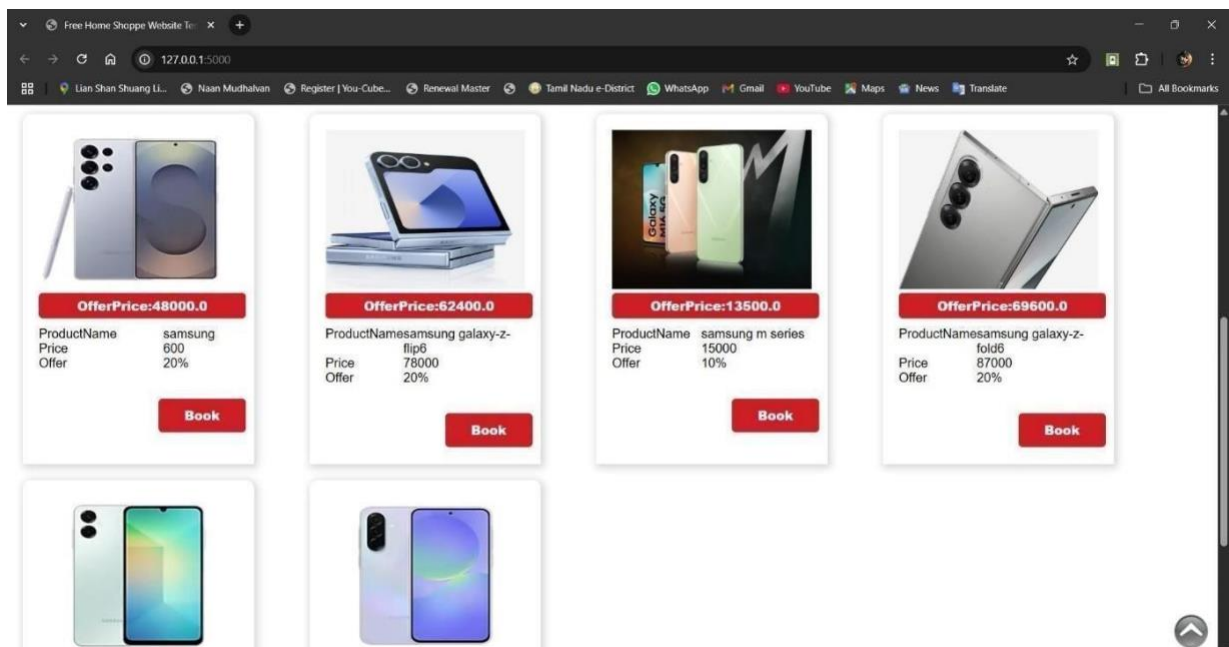 Free Home Shoppe Website Te
127.0.0.1:5000
Lian Shan Shuang Li... Naan Mudhalvan Register | You-Cube... Renewal Master Tamil Nadu e-District WhatsApp Gmail YouTube Maps News Translate All Bookmarks
Galaxy
M16 5G
OfferPrice:48000.0 OfferPrice:62400.0 OfferPrice:13500.0 OfferPrice:69600.0
ProductName samsung
Price 600
Offer 20%
Book
ProductNamesamsung galaxy-z-
flip6
Price 78000
Offer 20%
Book
ProductName samsung m series
Price 15000
Offer 10%
Book
ProductNamesamsung galaxy-z-
fold6
Price 87000
Offer 20%
Book